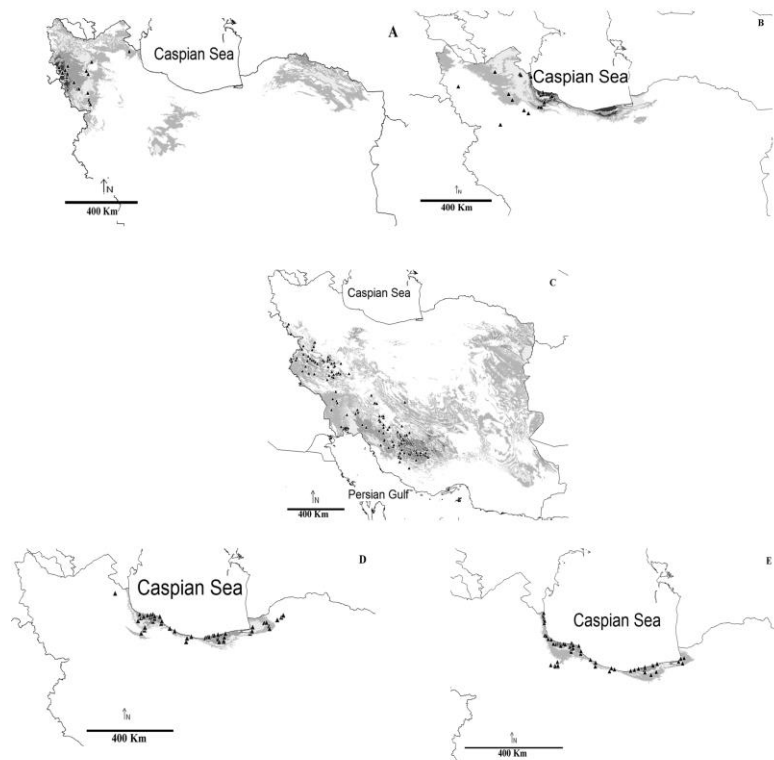 A
Caspian Sea
N
400 Km
B
Caspian Sea
N
400 Km
C
Caspian Sea
Persian Gulf
N
400 Km
D
Caspian Sea
N
400 Km
E
Caspian Sea
N
400 Km